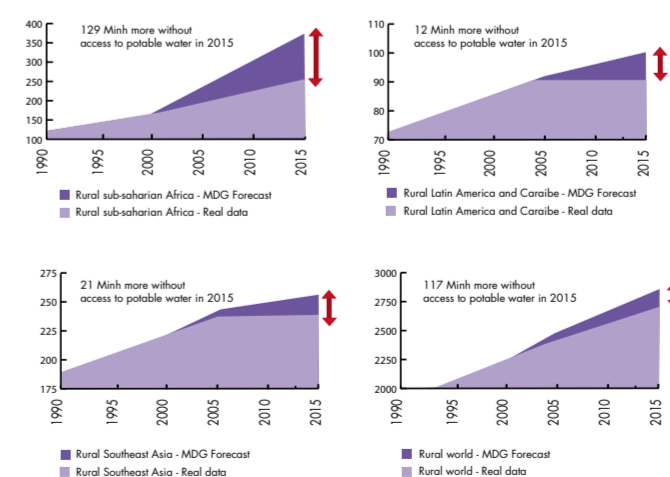 129 Minh more without
access to potable water in 2015
400
350
300
250
200
150
100
1990
1995
2000
2005
2010
2015
Rural sub-saharian Africa - MDG Forecast
Rural sub-saharian Africa - Real data
12 Minh more without
access to potable water in 2015
110
100
90
80
70
1990
1995
2000
2005
2010
2015
Rural Latin America and Caraibe - MDG Forecast
Rural Latin America and Caraibe - Real data
21 Minh more without
access to potable water in 2015
275
250
225
200
175
1990
1995
2000
2005
2010
2015
Rural Southeast Asia - MDG Forecast
Rural Southeast Asia - Real data
117 Minh more without
access to potable water in 2015
3000
2750
2500
2250
2000
1990
1995
2000
2005
2010
2015
Rural world - MDG Forecast
Rural world - Real data